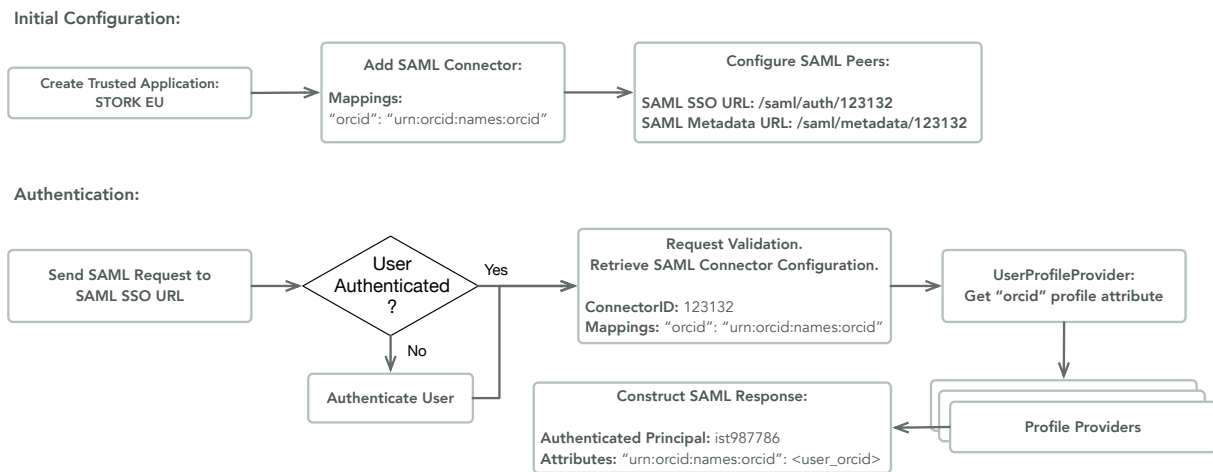 Initial Configuration:
Create Trusted Application:
STORK EU
Add SAML Connector:
Mappings:
“orcid”: “urn:orcid:names:orcid”
Configure SAML Peers:
SAML SSO URL: /saml/auth/123132
SAML Metadata URL: /saml/metadata/123132
Authentication:
Send SAML Request to
SAML SSO URL
User
Authenticated
?
Yes
No
Authenticate User
Request Validation.
Retrieve SAML Connector Configuration.
ConnectorID: 123132
Mappings: “orcid”: “urn:orcid:names:orcid”
UserProfileProvider:
Get “orcid” profile attribute
Profile Providers
Construct SAML Response:
Authenticated Principal: ist987786
Attributes: “urn:orcid:names:orcid”: <user_orcid>